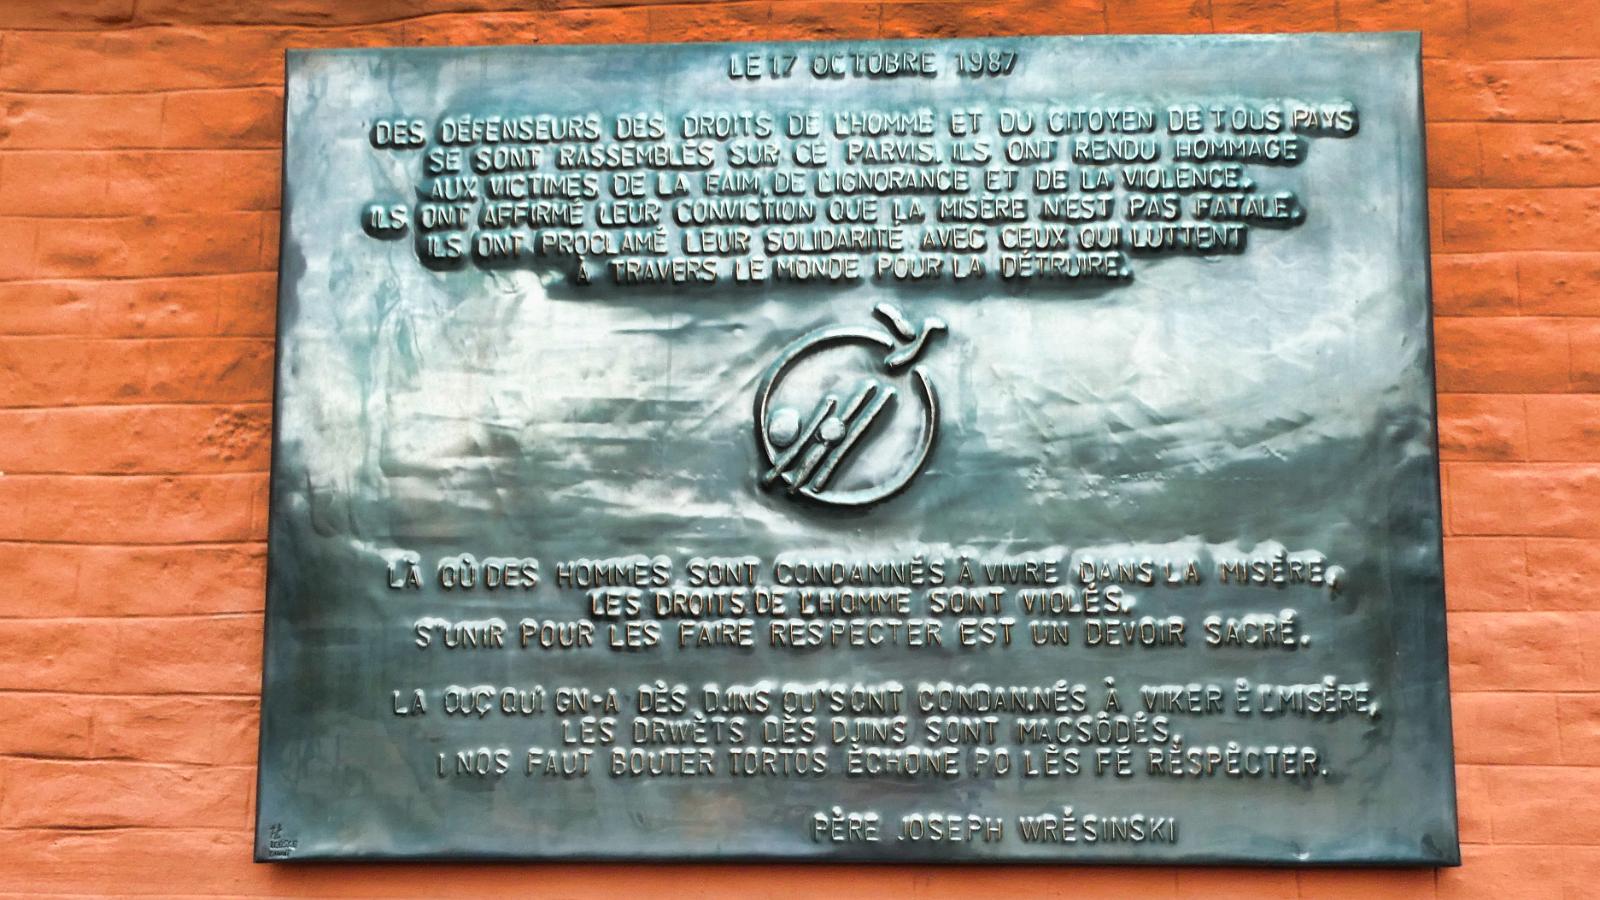 LE 17 OCTOBRE 1987
DES DÉFENSEURS DES DROITS DE L'HOMME ET DU CITOYEN DE TOUS PAYS
SE SONT RASSEMBLÉS SUR CE PARVIS. ILS ONT RENDU HOMMAGE
AUX VICTIMES DE LA FAIM, DE L'IGNORANCE ET DE LA VIOLENCE.
ILS ONT AFFIRMÉ LEUR CONVICTION QUE LA MISÈRE N'EST PAS FATALE.
ILS ONT PROCLAMÉ LEUR SOLIDARITÉ AVEC CEUX QUI LUTTENT
À TRAVERS LE MONDE POUR LA DÉTRUIRE.
LÀ OÙ DES HOMMES SONT CONDAMNÉS À VIVRE DANS LA MISÈRE,
LES DROITS DE L'HOMME SONT VIOLÉS.
S'UNIR POUR LES FAIRE RESPECTER EST UN DEVOIR SACRÉ.
LA OUÇ QU'I GN-A DÈS DJINS QU'SONT CONDAN.NÉS À VIKER È L'MISÈRE,
LÈS DRWÈTS DÈS DJINS SONT MACSÔDÉS.
I NOS FAUT BOUTER TORTOS ÈCHONE PO LÈS FÉ RÈSPÈCTER.
PÈRE JOSEPH WRÉSINSKI